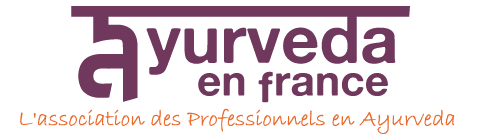 Ayurveda
en france
L'association des Professionnels en Ayurveda